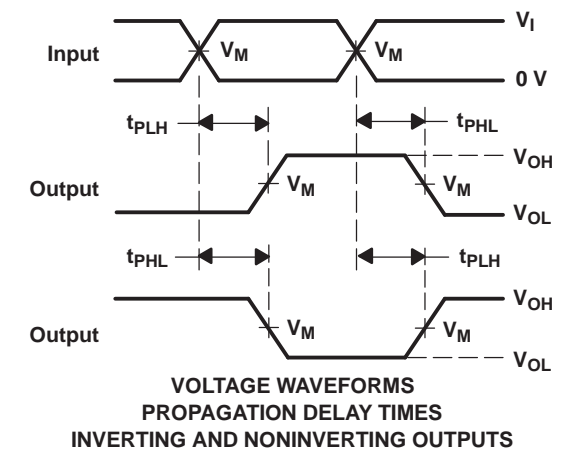 VI
Input
VM
VM
0 V
tPLH
tPHL
VOH
Output
VM
VM
VOL
tPHL
tPLH
VOH
Output
VM
VM
VOL
VOLTAGE WAVEFORMS
PROPAGATION DELAY TIMES
INVERTING AND NONINVERTING OUTPUTS